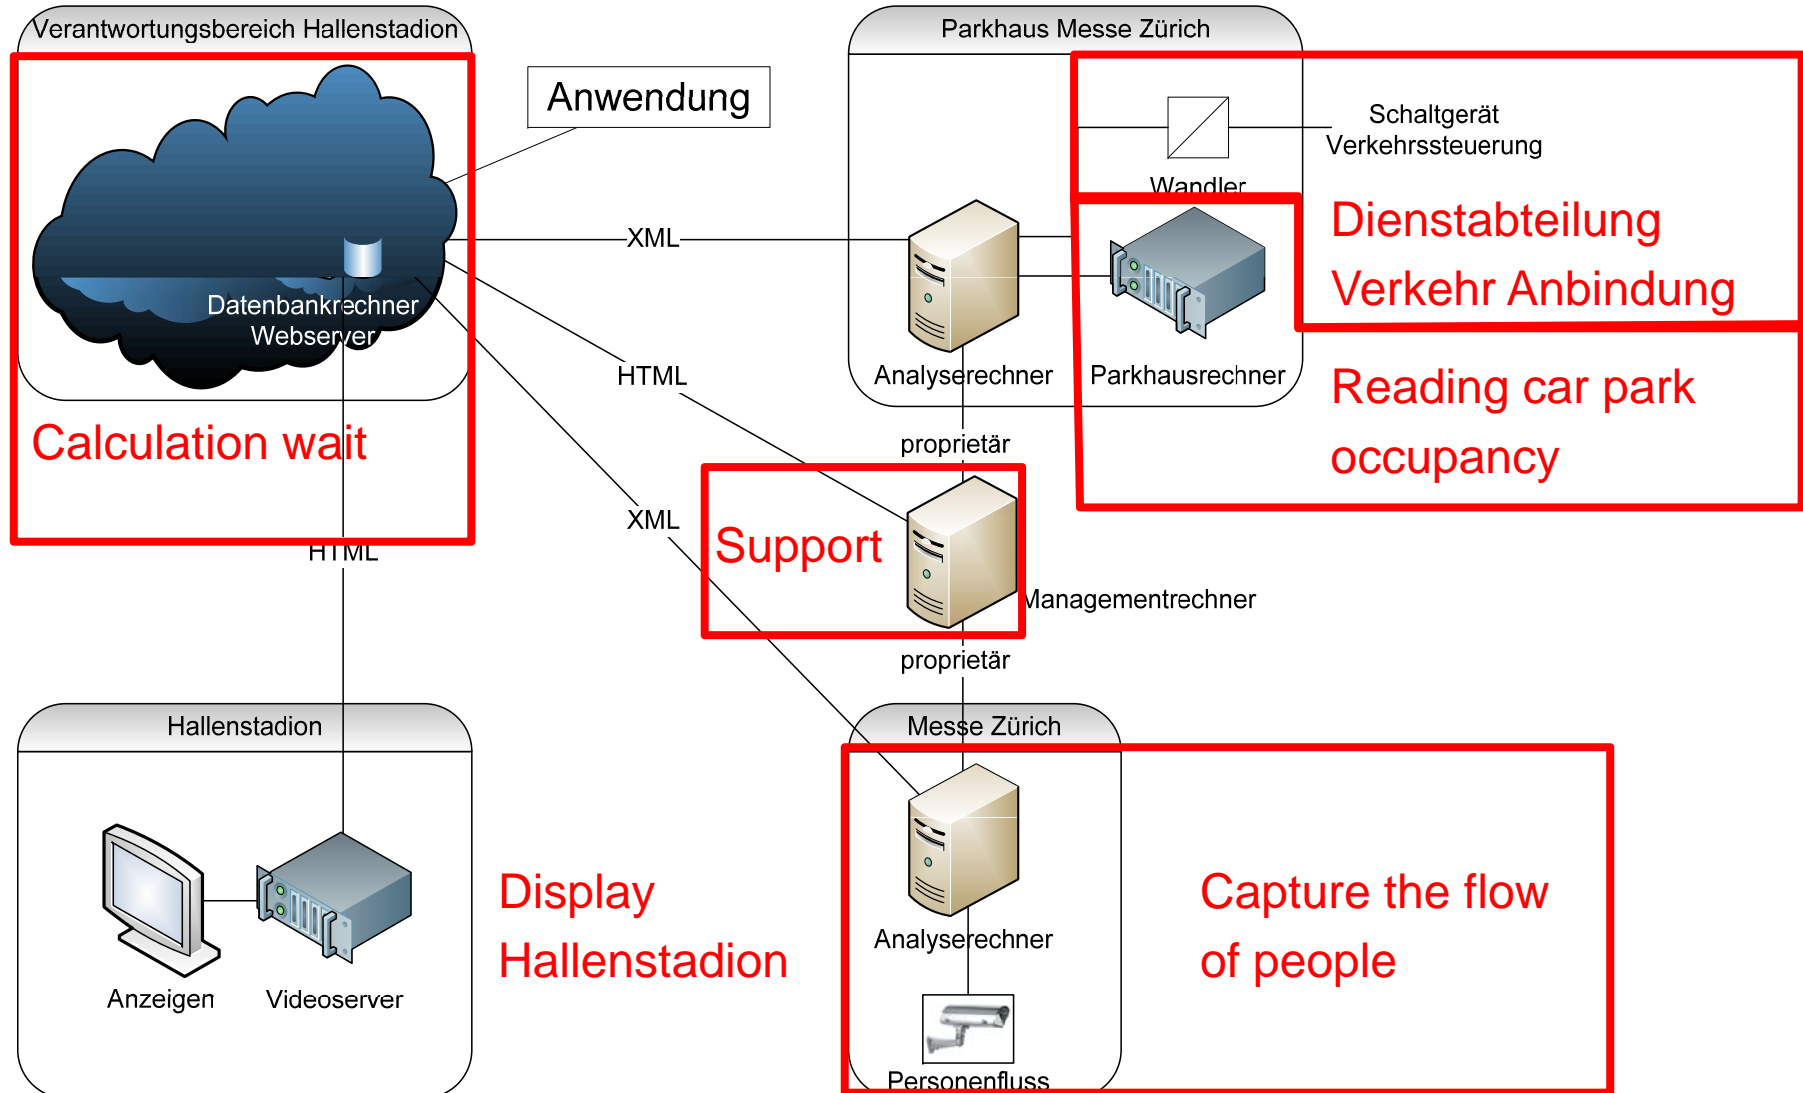 Verantwortungsbereich Hallenstadion
Parkhaus Messe Zürich
Anwendung
Schaltgerät
Verkehrssteuerung
Wandler
Dienstabteilung
Verkehr Anbindung
XML
Datenbankrechner
Webserver
HTML
Analyserechner
Parkhausrechner
Reading car park
occupancy
Calculation wait
proprietär
XML
Support
HTML
Managementrechner
proprietär
Hallenstadion
Messe Zürich
Display
Hallenstadion
Capture the flow
of people
Analyserechner
Anzeigen
Videoserver
Personenfluss